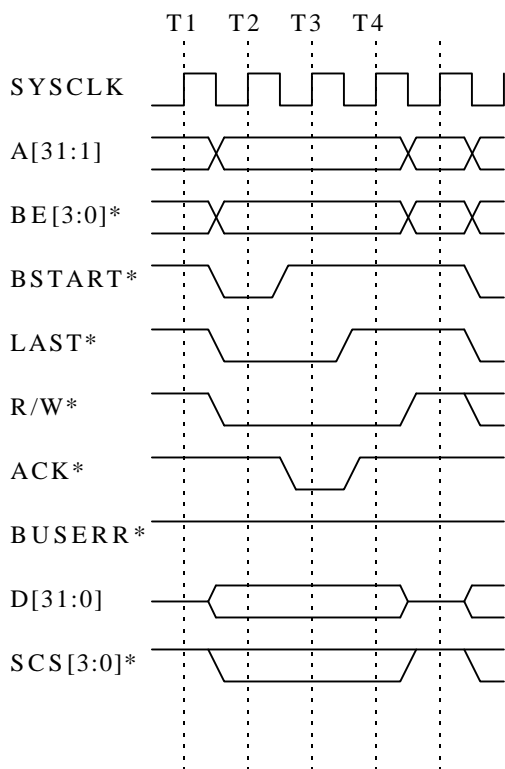 T1 T2 T3 T4
SYSCLK
A[31:1]
BE[3:0]*
BSTART*
LAST*
R/W*
ACK*
BUSERR*
D[31:0]
SCS[3:0]*